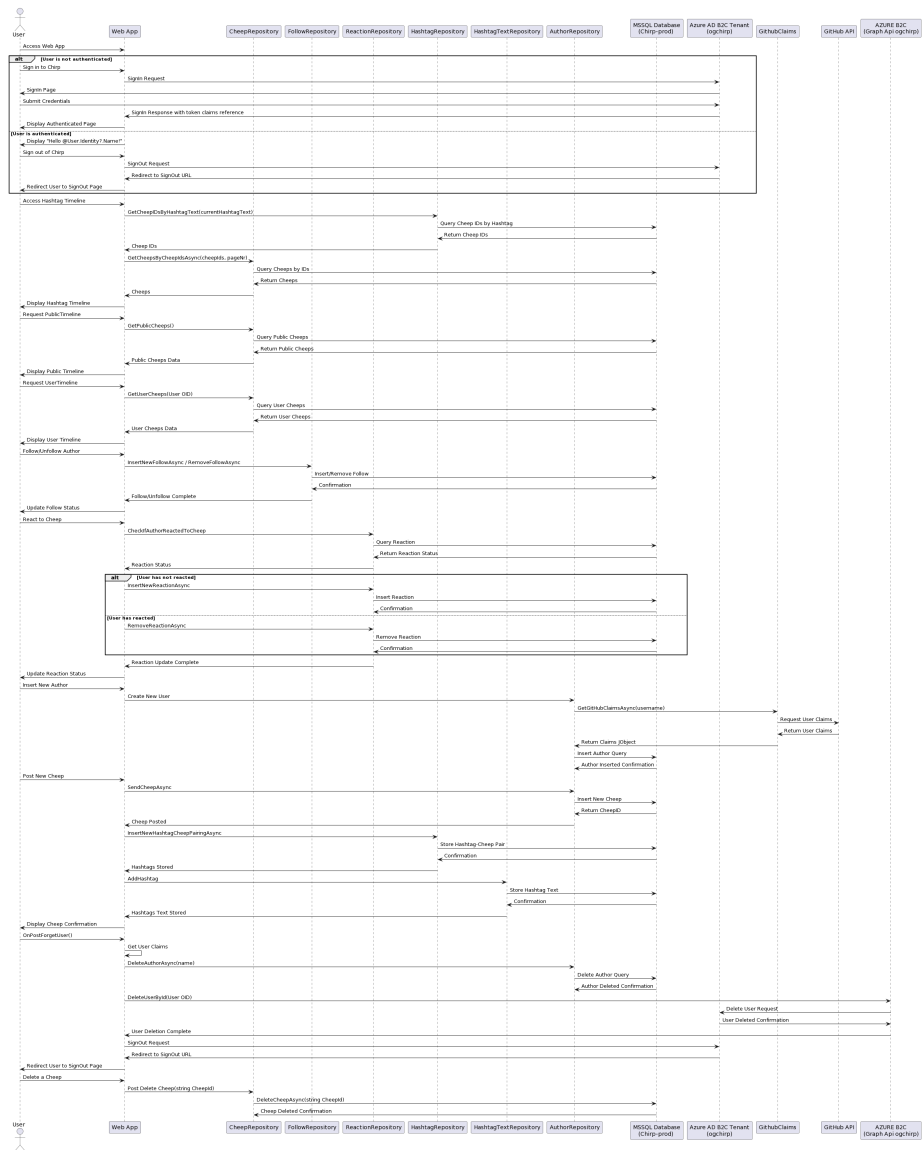 User
Web App
CheepRepository
FollowRepository
ReactionRepository
HashtagRepository
HashtagTextRepository
AuthorRepository
MSSQL Database
(Chirp-prod)
Azure AD B2C Tenant
(ogchirp)
GithubClaims
GitHub API
AZURE B2C
(Graph Api ogchirp)
Access Web App
alt [User is not authenticated]
Sign in to Chirp
SignIn Request
SignIn Page
Submit Credentials
SignIn Response with token claims reference
Display Authenticated Page
[User is authenticated]
Display "Hello @User.Identity?.Name!"
Sign out of Chirp
SignOut Request
Redirect to SignOut URL
Redirect User to SignOut Page
Access Hashtag Timeline
GetCheepIDsByHashtagText(currentHashtagText)
Query Cheep IDs by Hashtag
Return Cheep IDs
Cheep IDs
GetCheepsByCheepIdsAsync(cheepIds, pageNr)
Query Cheeps by IDs
Return Cheeps
Cheeps
Display Hashtag Timeline
Request PublicTimeline
GetPublicCheeps()
Query Public Cheeps
Return Public Cheeps
Public Cheeps Data
Display Public Timeline
Request UserTimeline
GetUserCheeps(User OID)
Query User Cheeps
Return User Cheeps
User Cheeps Data
Display User Timeline
Follow/Unfollow Author
InsertNewFollowAsync / RemoveFollowAsync
Insert/Remove Follow
Confirmation
Follow/Unfollow Complete
Update Follow Status
React to Cheep
CheckIfAuthorReactedToCheep
Query Reaction
Return Reaction Status
Reaction Status
alt [User has not reacted]
InsertNewReactionAsync
Insert Reaction
Confirmation
[User has reacted]
RemoveReactionAsync
Remove Reaction
Confirmation
Reaction Update Complete
Update Reaction Status
Insert New Author
Create New User
GetGitHubClaimsAsync(username)
Request User Claims
Return User Claims
Return Claims JObject
Insert Author Query
Author Inserted Confirmation
Post New Cheep
SendCheepAsync
Insert New Cheep
Return CheepID
Cheep Posted
InsertNewHashtagCheepPairingAsync
Store Hashtag-Cheep Pair
Confirmation
Hashtags Stored
AddHashtag
Store Hashtag Text
Confirmation
Hashtags Text Stored
Display Cheep Confirmation
OnPostForgetUser()
Get User Claims
DeleteAuthorAsync(name)
Delete Author Query
Author Deleted Confirmation
DeleteUserById(User OID)
Delete User Request
User Deleted Confirmation
User Deletion Complete
SignOut Request
Redirect to SignOut URL
Redirect User to SignOut Page
Delete a Cheep
Post Delete Cheep(string CheepId)
DeleteCheepAsync(string CheepId)
Cheep Deleted Confirmation
User
Web App
CheepRepository
FollowRepository
ReactionRepository
HashtagRepository
HashtagTextRepository
AuthorRepository
MSSQL Database
(Chirp-prod)
Azure AD B2C Tenant
(ogchirp)
GithubClaims
GitHub API
AZURE B2C
(Graph Api ogchirp)